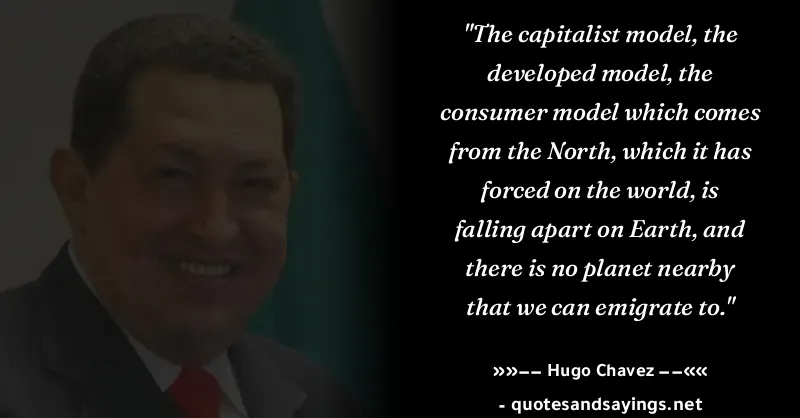 "The capitalist model, the
developed model, the
consumer model which comes
from the North, which it has
forced on the world, is
falling apart on Earth, and
there is no planet nearby
that we can emigrate to."
»»−− Hugo Chavez −−««
- quotesandsayings.net